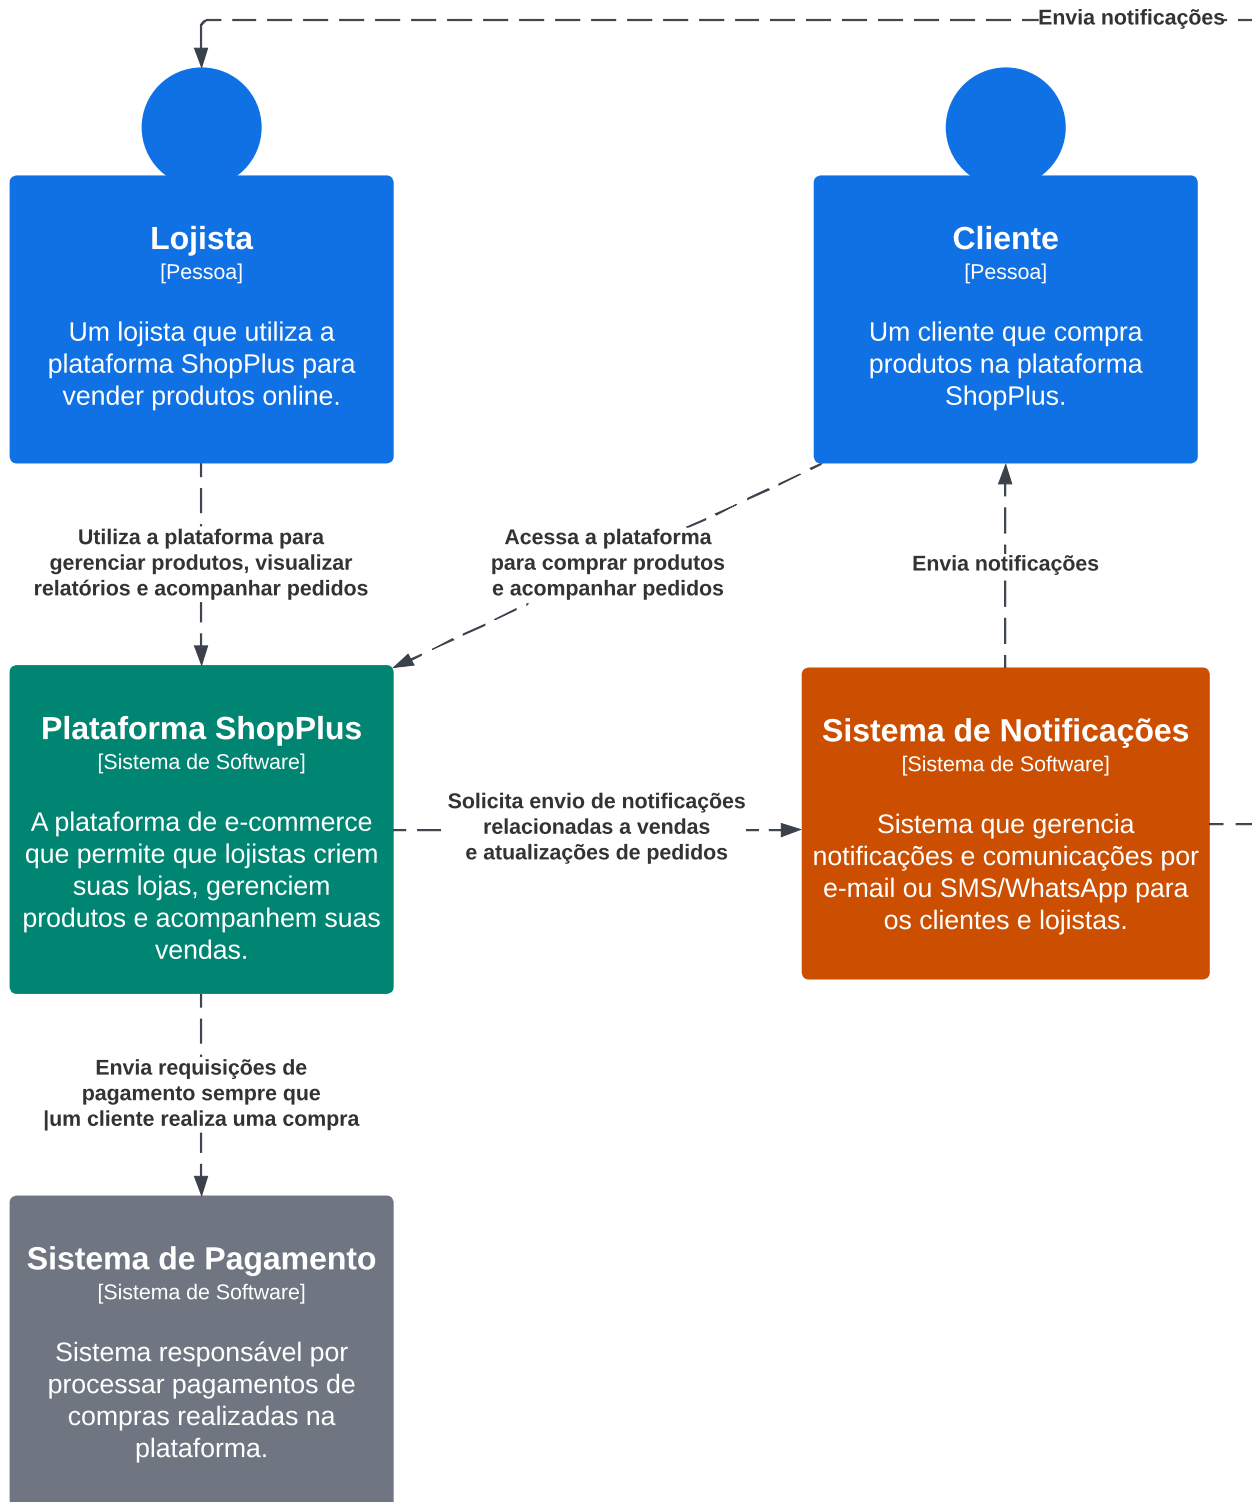 Envia notificações
Lojista
[Pessoa]
Um lojista que utiliza a
plataforma ShopPlus para
vender produtos online.
Cliente
[Pessoa]
Um cliente que compra
produtos na plataforma
ShopPlus.
Utiliza a plataforma para
gerenciar produtos, visualizar
relatórios e acompanhar pedidos
Acessa a plataforma
para comprar produtos
e acompanhar pedidos
Envia notificações
Plataforma ShopPlus
[Sistema de Software]
A plataforma de e-commerce
que permite que lojistas criem
suas lojas, gerenciem
produtos e acompanhem suas
vendas.
Solicita envio de notificações
relacionadas a vendas
e atualizações de pedidos
Sistema de Notificações
[Sistema de Software]
Sistema que gerencia
notificações e comunicações por
e-mail ou SMS/WhatsApp para
os clientes e lojistas.
Envia requisições de
pagamento sempre que
|um cliente realiza uma compra
Sistema de Pagamento
[Sistema de Software]
Sistema responsável por
processar pagamentos de
compras realizadas na
plataforma.